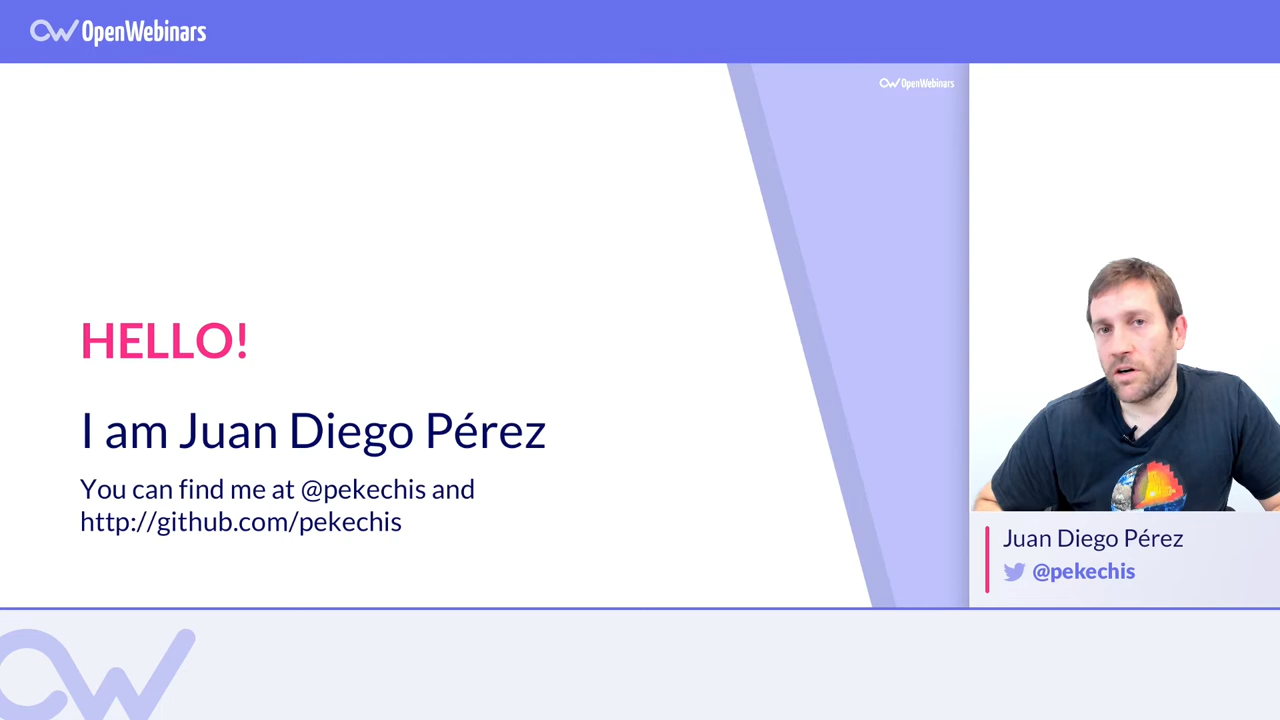 OpenWebinars
OpenWebinars
HELLO!
I am Juan Diego Pérez
You can find me at @pekechis and
http://github.com/pekechis
Juan Diego Pérez
@pekechis